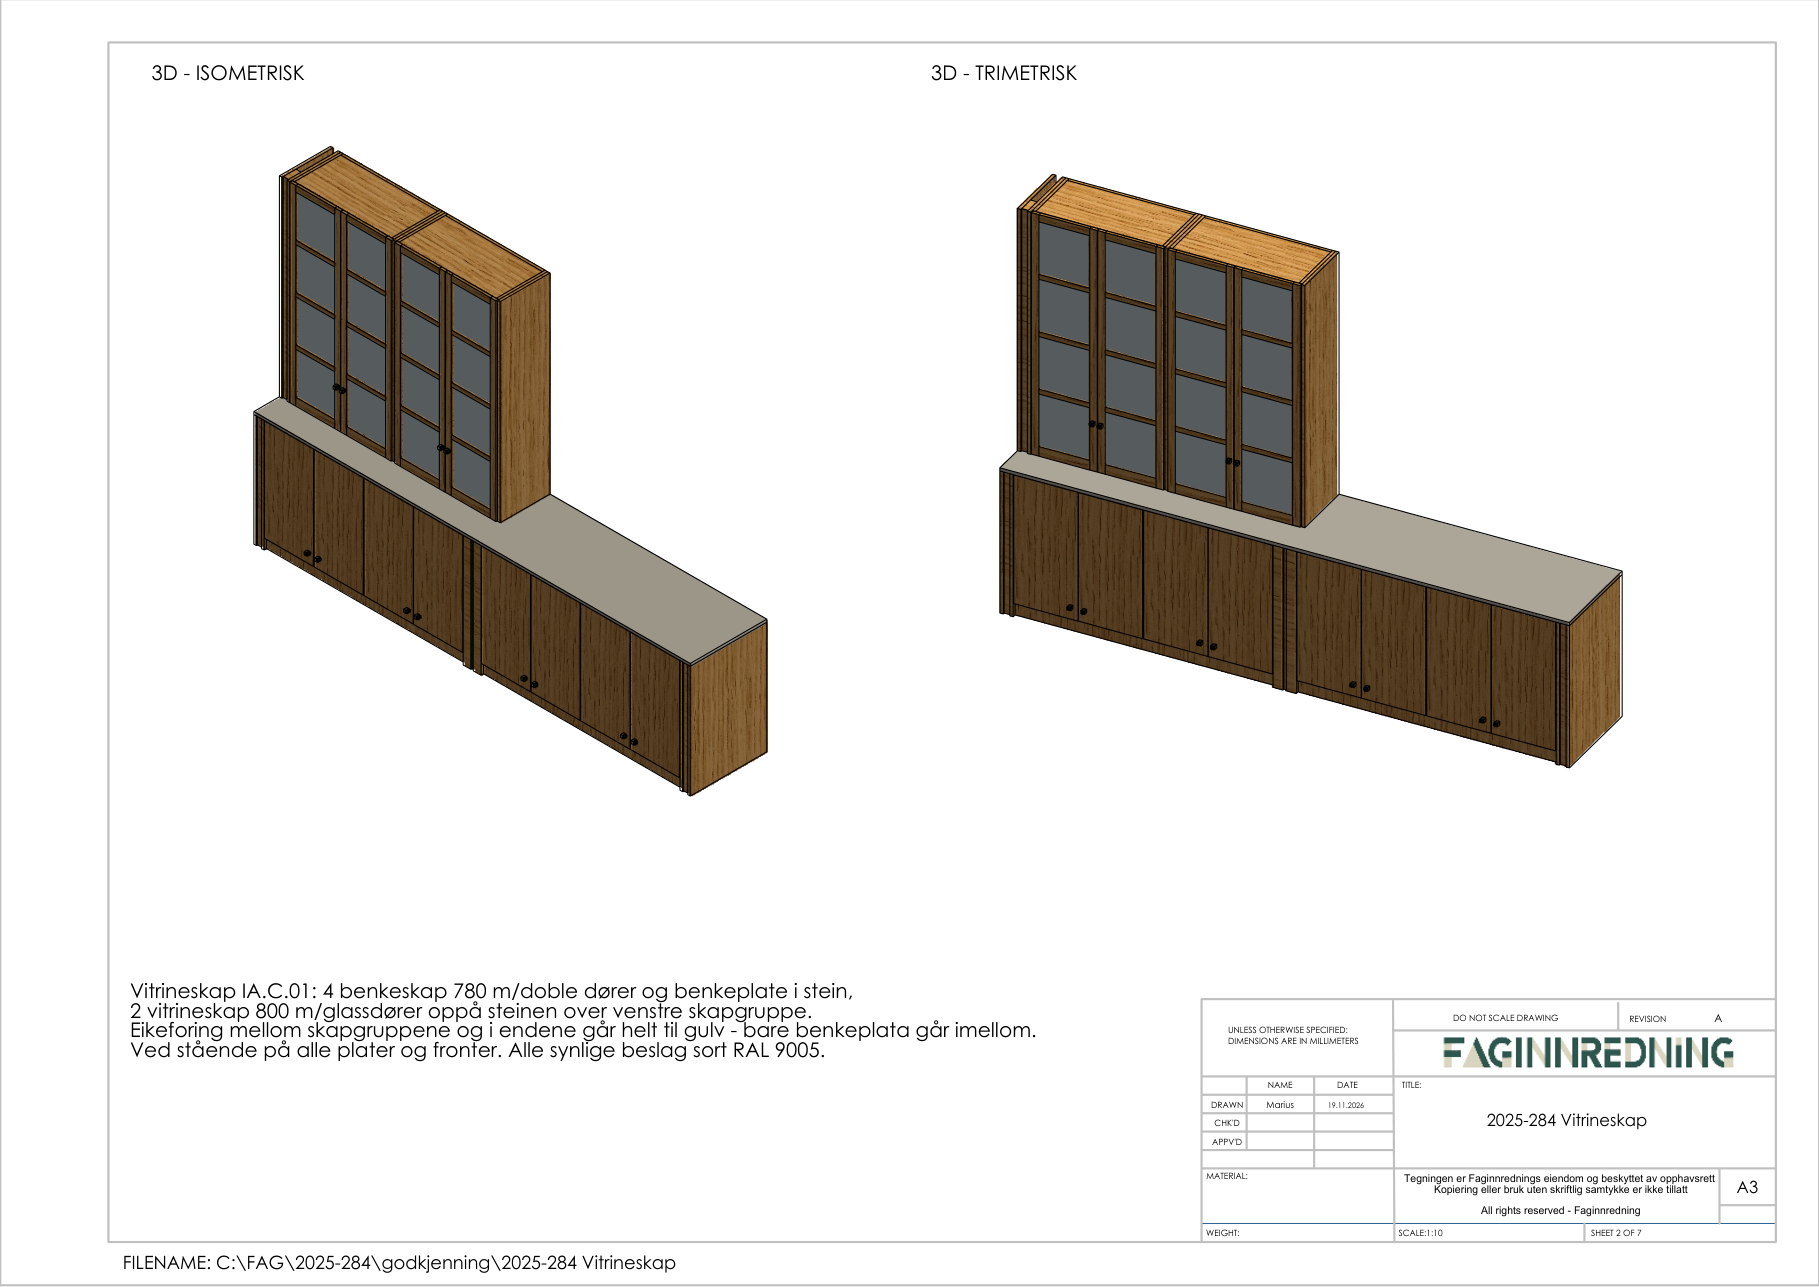 3D - ISOMETRISK
3D - TRIMETRISK
Vitrineskap IA.C.01: 4 benkeskap 780 m/doble dører og benkeplate i stein,
2 vitrineskap 800 m/glassdører oppå steinen over venstre skapgruppe.
Eikeforing mellom skapgruppene og i endene går helt til gulv - bare benkeplata går imellom.
Ved stående på alle plater og fronter. Alle synlige beslag sort RAL 9005.
UNLESS OTHERWISE SPECIFIED:
DIMENSIONS ARE IN MILLIMETERS
DO NOT SCALE DRAWING
REVISION A
FAGINNREDNING
NAME DATE
DRAWN Marius 19.11.2026
CHK'D
APPV'D
TITLE:
2025-284 Vitrineskap
MATERIAL:
Tegningen er Faginnrednings eiendom og beskyttet av opphavsrett
Kopiering eller bruk uten skriftlig samtykke er ikke tillatt
All rights reserved - Faginnredning
A3
WEIGHT:
SCALE:1:10
SHEET 2 OF 7
FILENAME: C:\FAG\2025-284\godkjenning\2025-284 Vitrineskap